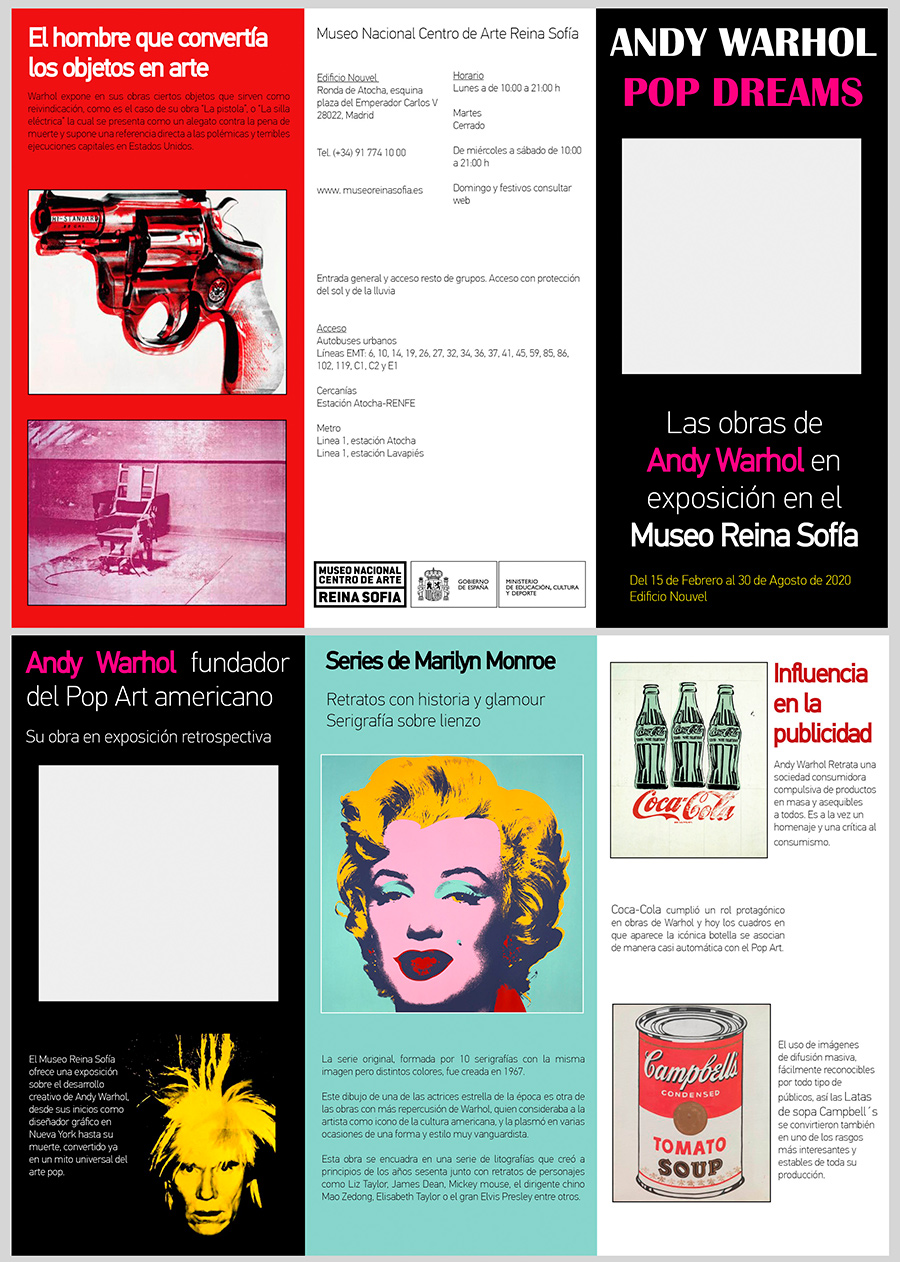 El hombre que convertía
los objetos en arte
Warhol expone en sus obras ciertos objetos que sirven como
reivindicación, como es el caso de su obra “La pistola”, o “La silla
eléctrica” la cual se presenta como un alegato contra la pena de
muerte y supone una referencia directa a las polémicas y terribles
ejecuciones capitales en Estados Unidos.
HI-STANDARD
Museo Nacional Centro de Arte Reina Sofía
Edificio Nouvel
Ronda de Atocha, esquina
plaza del Emperador Carlos V
28022, Madrid
Tel. (+34) 91 774 10 00
www. museoreinasofia.es
Horario
Lunes a de 10:00 a 21:00 h
Martes
Cerrado
De miércoles a sábado de 10:00
a 21:00 h
Domingo y festivos consultar
web
Entrada general y acceso resto de grupos. Acceso con protección
del sol y de la lluvia
Acceso
Autobuses urbanos
Líneas EMT: 6, 10, 14, 19, 26, 27, 32, 34, 36, 37, 41, 45, 59, 85, 86,
102, 119, C1, C2 y E1
Cercanías
Estación Atocha-RENFE
Metro
Linea 1, estación Atocha
Linea 1, estación Lavapiés
MUSEO NACIONAL
CENTRO DE ARTE
REINA SOFIA
GOBIERNO
DE ESPAÑA
MINISTERIO
DE EDUCACIÓN, CULTURA
Y DEPORTE
ANDY WARHOL
POP DREAMS
Las obras de
Andy Warhol en
exposición en el
Museo Reina Sofía
Del 15 de Febrero al 30 de Agosto de 2020
Edificio Nouvel
Andy Warhol fundador
del Pop Art americano
Su obra en exposición retrospectiva
El Museo Reina Sofía
ofrece una exposición
sobre el desarrollo
creativo de Andy Warhol,
desde sus inicios como
diseñador gráfico en
Nueva York hasta su
muerte, convertido ya
en un mito universal del
arte pop.
Series de Marilyn Monroe
Retratos con historia y glamour
Serigrafía sobre lienzo
La serie original, formada por 10 serigrafías con la misma
imagen pero distintos colores, fue creada en 1967.
Este dibujo de una de las actrices estrella de la época es otra de
las obras con más repercusión de Warhol, quien consideraba a la
artista como icono de la cultura americana, y la plasmó en varias
ocasiones de una forma y estilo muy vanguardista.
Esta obra se encuadra en una serie de litografías que creó a
principios de los años sesenta junto con retratos de personajes
como Liz Taylor, James Dean, Mickey mouse, el dirigente chino
Mao Zedong, Elisabeth Taylor o el gran Elvis Presley entre otros.
Coca-Cola Coca-Cola Coca-Cola
Coca-Cola
Influencia
en la
publicidad
Andy Warhol Retrata una
sociedad consumidora
compulsiva de productos
en masa y asequibles
a todos. Es a la vez un
homenaje y una crítica al
consumismo.
Coca-Cola cumplió un rol protagónico
en obras de Warhol y hoy los cuadros en
que aparece la icónica botella se asocian
de manera casi automática con el Pop Art.
Campbell's
CONDENSED
TOMATO
SOUP
El uso de imágenes
de difusión masiva,
fácilmente reconocibles
por todo tipo de
públicos, así las Latas
de sopa Campbell´s
se convirtieron también
en uno de los rasgos
más interesantes y
estables de toda su
producción.